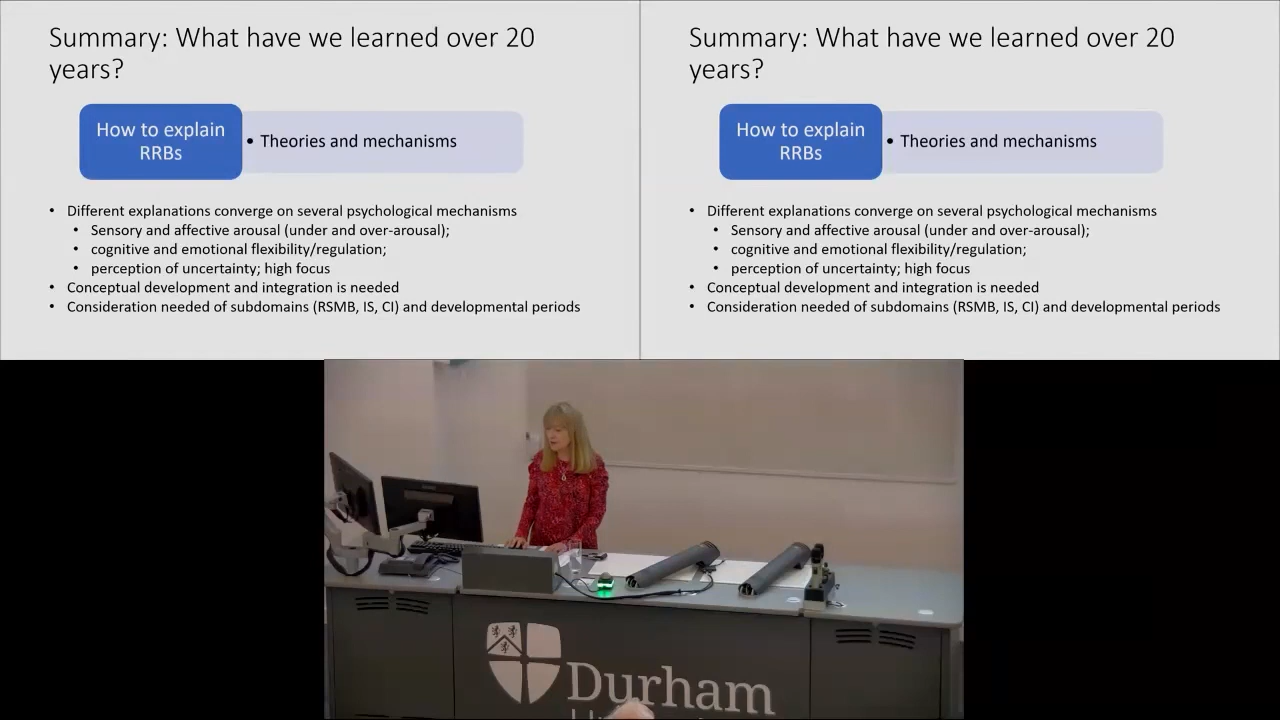 Summary: What have we learned over 20
years?
How to explain
RRBs
• Theories and mechanisms
• Different explanations converge on several psychological mechanisms
• Sensory and affective arousal (under and over-arousal);
• cognitive and emotional flexibility/regulation;
• perception of uncertainty; high focus
• Conceptual development and integration is needed
• Consideration needed of subdomains (RSMB, IS, CI) and developmental periods
Summary: What have we learned over 20
years?
How to explain
RRBs
• Theories and mechanisms
• Different explanations converge on several psychological mechanisms
• Sensory and affective arousal (under and over-arousal);
• cognitive and emotional flexibility/regulation;
• perception of uncertainty; high focus
• Conceptual development and integration is needed
• Consideration needed of subdomains (RSMB, IS, CI) and developmental periods
Durham